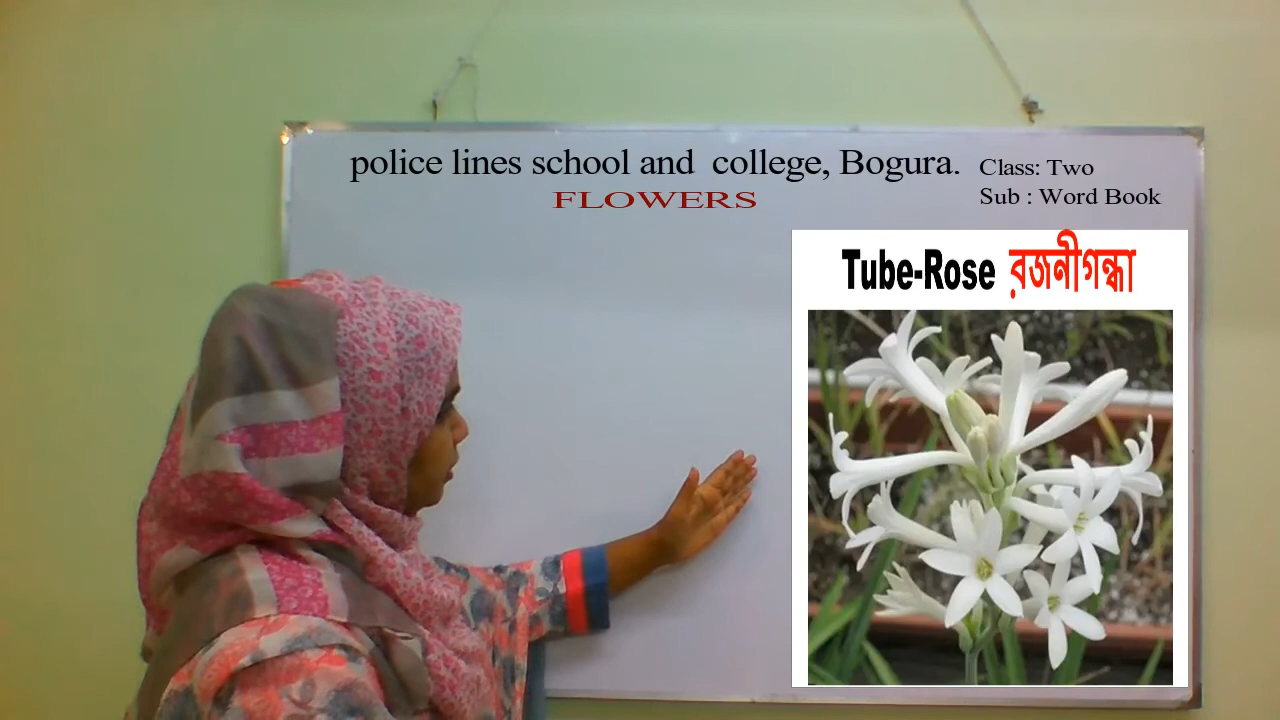 police lines school and college, Bogura.
FLOWERS
Class: Two
Sub : Word Book
Tube-Rose রজনীগন্ধা